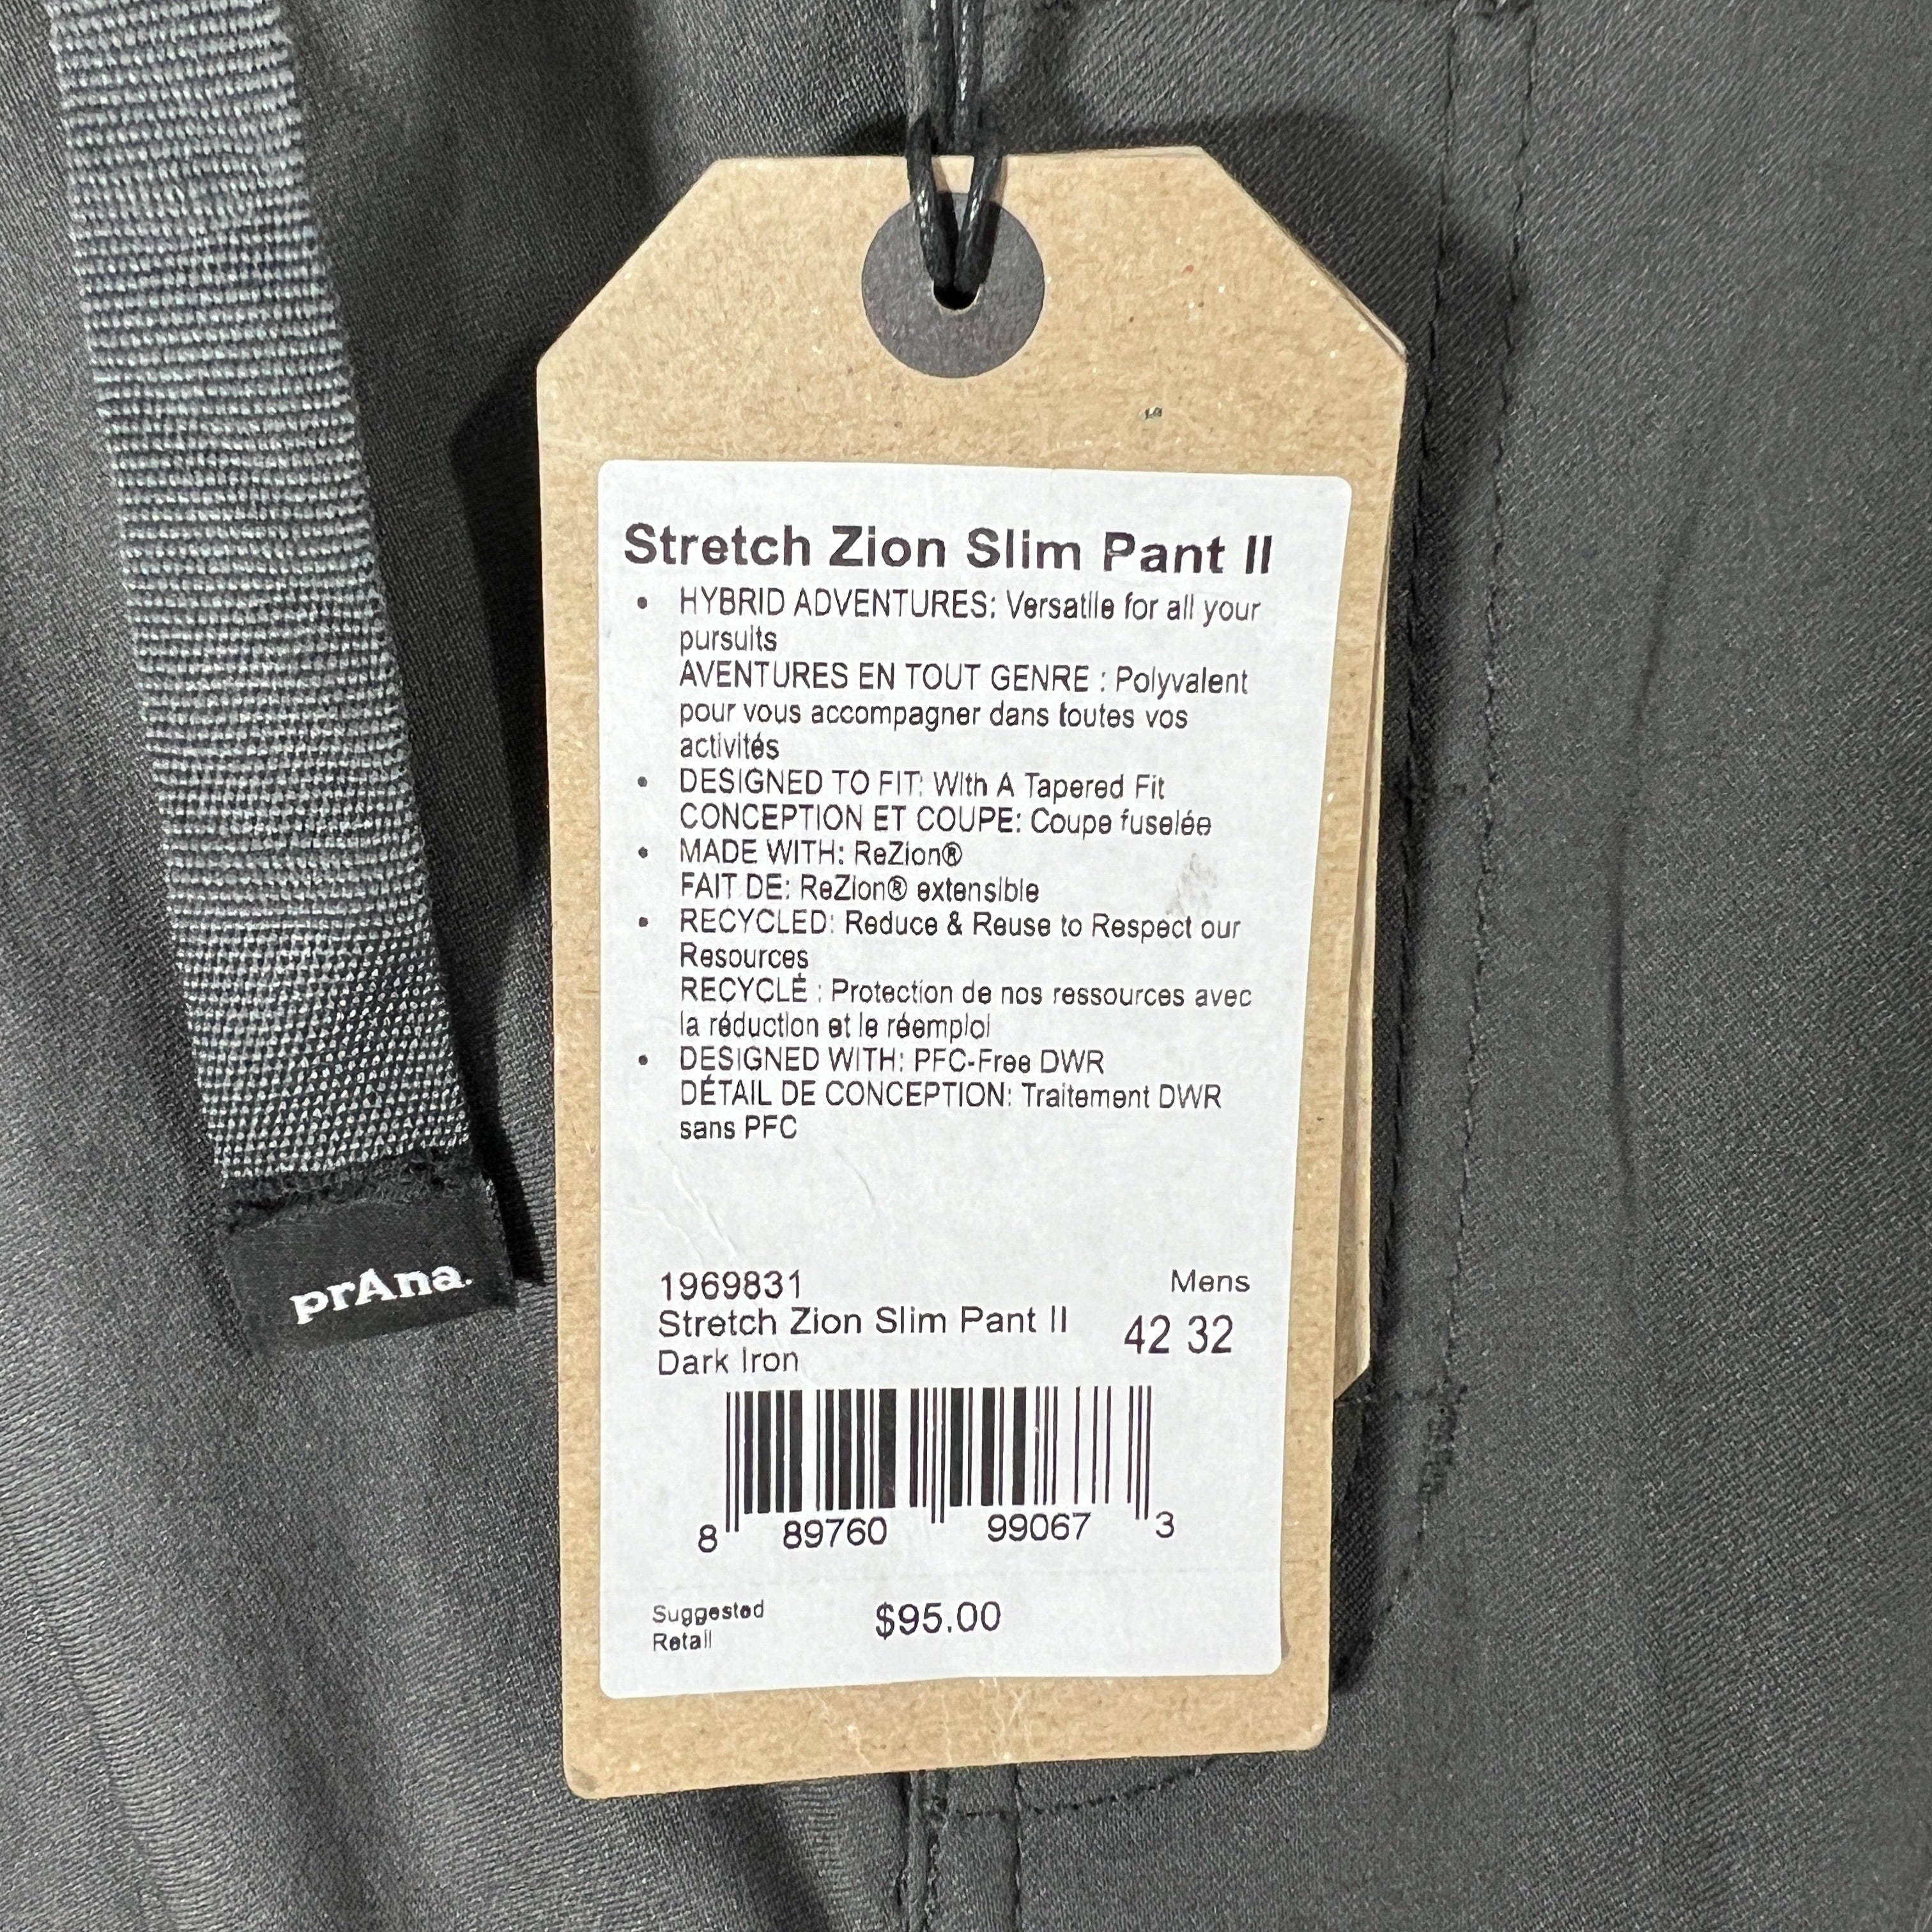 Stretch Zion Slim Pant II
• HYBRID ADVENTURES: Versatile for all your
pursuits
AVENTURES EN TOUT GENRE : Polyvalent
pour vous accompagner dans toutes vos
activités
• DESIGNED TO FIT: With A Tapered Fit
CONCEPTION ET COUPE: Coupe fuselée
• MADE WITH: ReZion®
FAIT DE: ReZion® extensible
• RECYCLED: Reduce & Reuse to Respect our
Resources
RECYCLÉ : Protection de nos ressources avec
la réduction et le réemploi
• DESIGNED WITH: PFC-Free DWR
DÉTAIL DE CONCEPTION: Traitement DWR
sans PFC
1969831 Mens
Stretch Zion Slim Pant II 42 32
Dark Iron
8 89760 99067 3
Suggested
Retail $95.00
prAna.